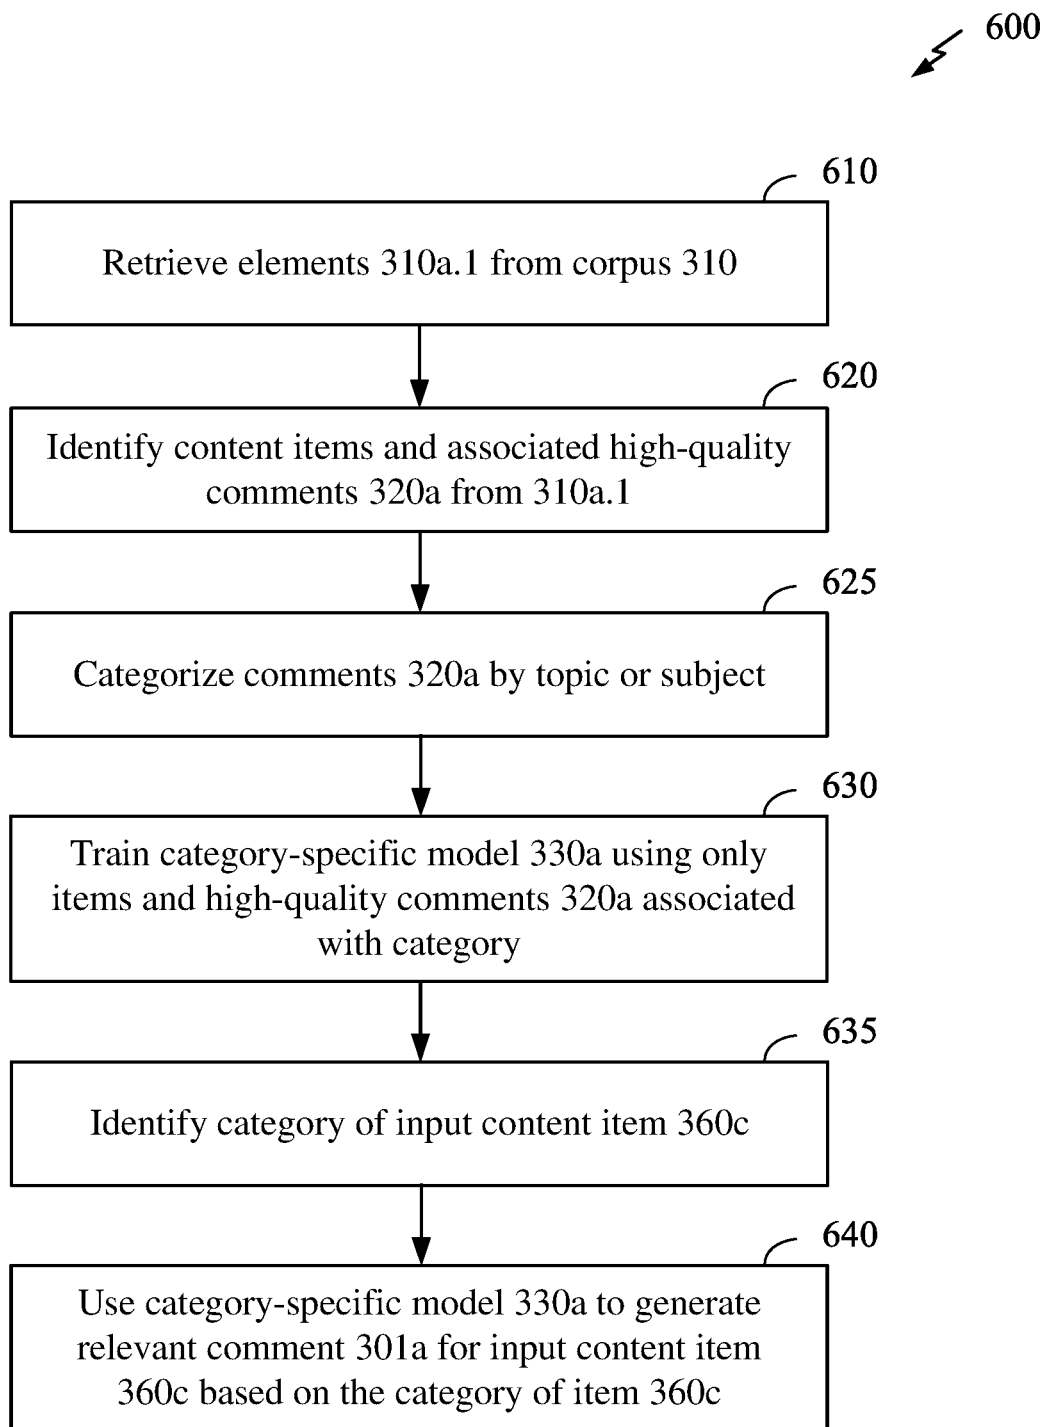 600
610
Retrieve elements 310a.1 from corpus 310
620
Identify content items and associated high-quality
comments 320a from 310a.1
625
Categorize comments 320a by topic or subject
630
Train category-specific model 330a using only
items and high-quality comments 320a associated
with category
635
Identify category of input content item 360c
640
Use category-specific model 330a to generate
relevant comment 301a for input content item
360c based on the category of item 360c